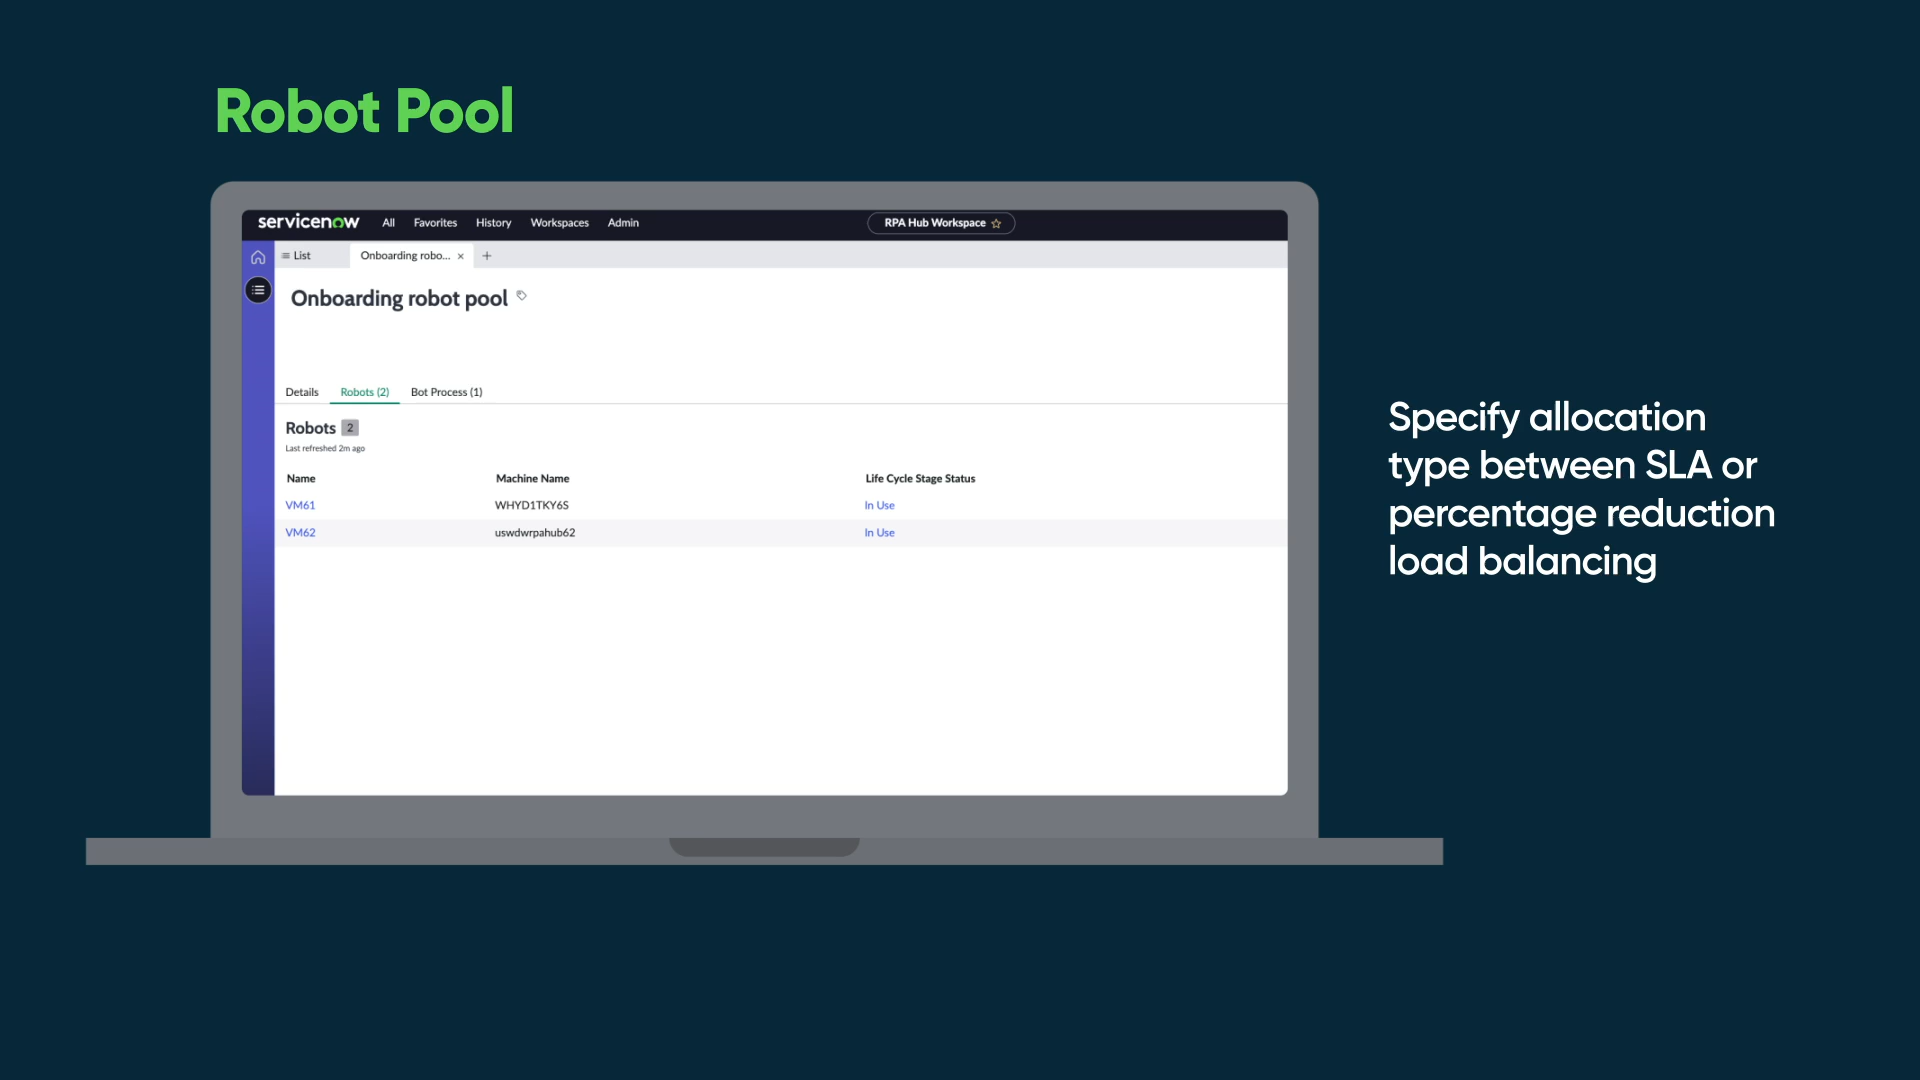 Robot Pool
servicenow All Favorites History Workspaces Admin RPA Hub Workspace
List Onboarding robo...
Onboarding robot pool
Details Robots (2) Bot Process (1)
Robots 2
Last refreshed 2m ago
Name Machine Name Life Cycle Stage Status
VM61 WHYD1TKY6S In Use
VM62 uswdwrpahub62 In Use
Specify allocation
type between SLA or
percentage reduction
load balancing